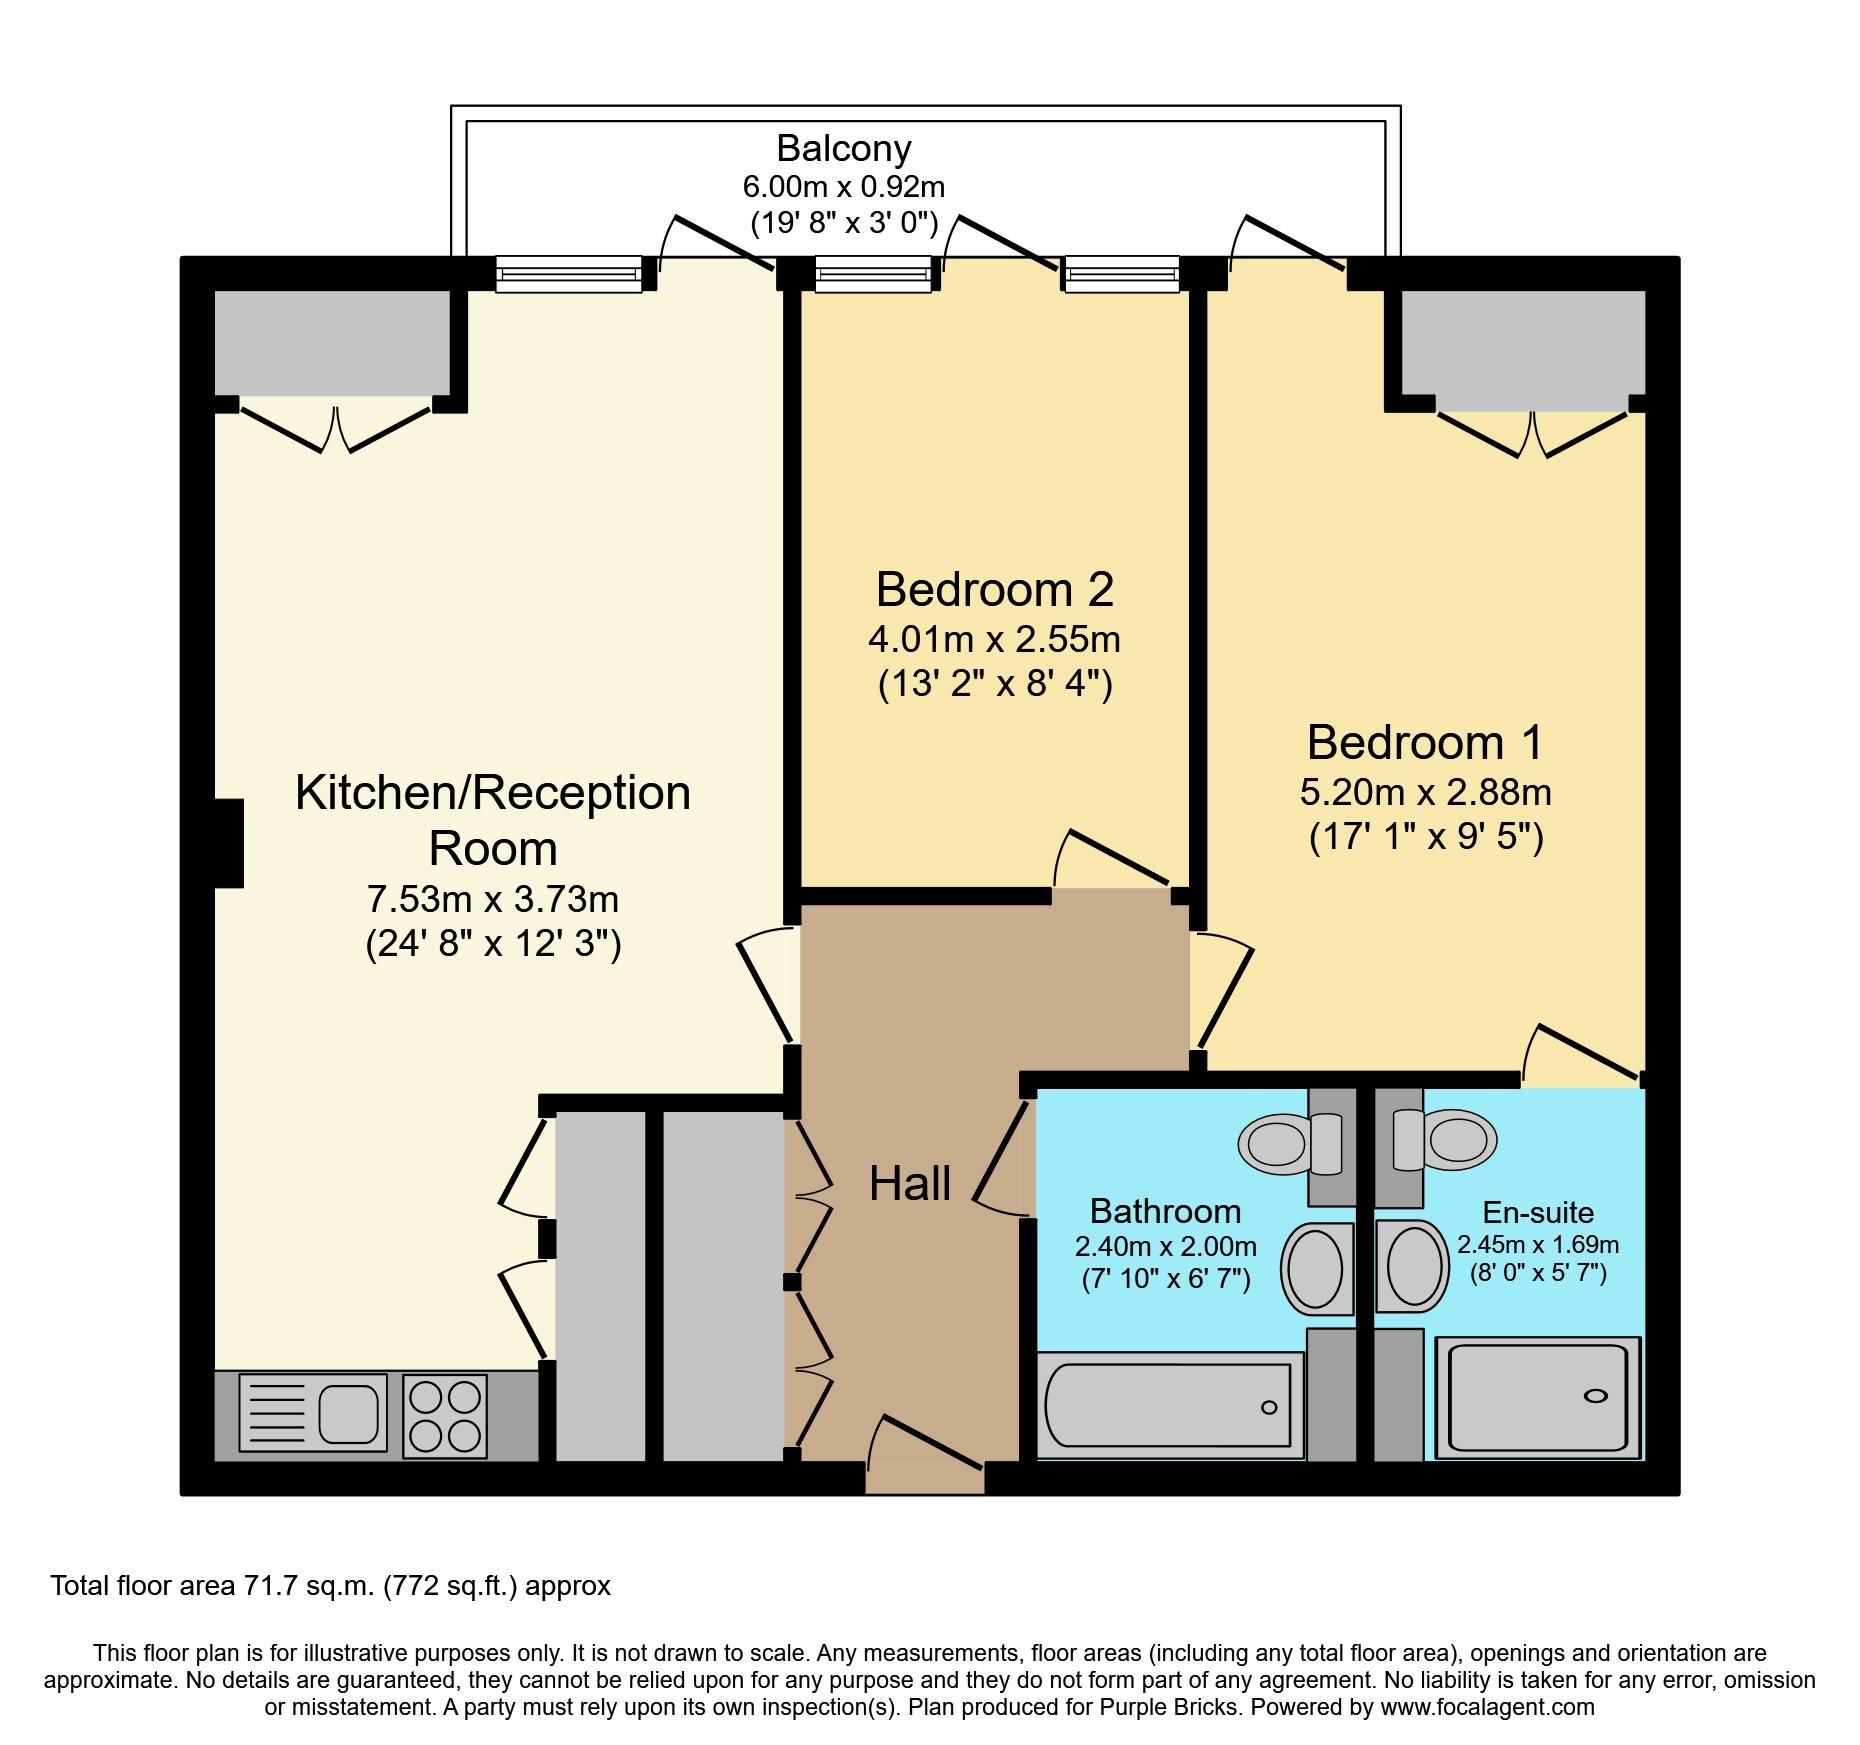 Balcony
6.00m x 0.92m
(19' 8" x 3' 0")
Bedroom 2
4.01m x 2.55m
(13' 2" x 8' 4")
Bedroom 1
5.20m x 2.88m
(17' 1" x 9' 5")
Kitchen/Reception
Room
7.53m x 3.73m
(24' 8" x 12' 3")
Hall
Bathroom
2.40m x 2.00m
(7' 10" x 6' 7")
En-suite
2.45m x 1.69m
(8' 0" x 5' 7")
Total floor area 71.7 sq.m. (772 sq.ft.) approx
This floor plan is for illustrative purposes only. It is not drawn to scale. Any measurements, floor areas (including any total floor area), openings and orientation are
approximate. No details are guaranteed, they cannot be relied upon for any purpose and they do not form part of any agreement. No liability is taken for any error, omission
or misstatement. A party must rely upon its own inspection(s). Plan produced for Purple Bricks. Powered by www.focalagent.com